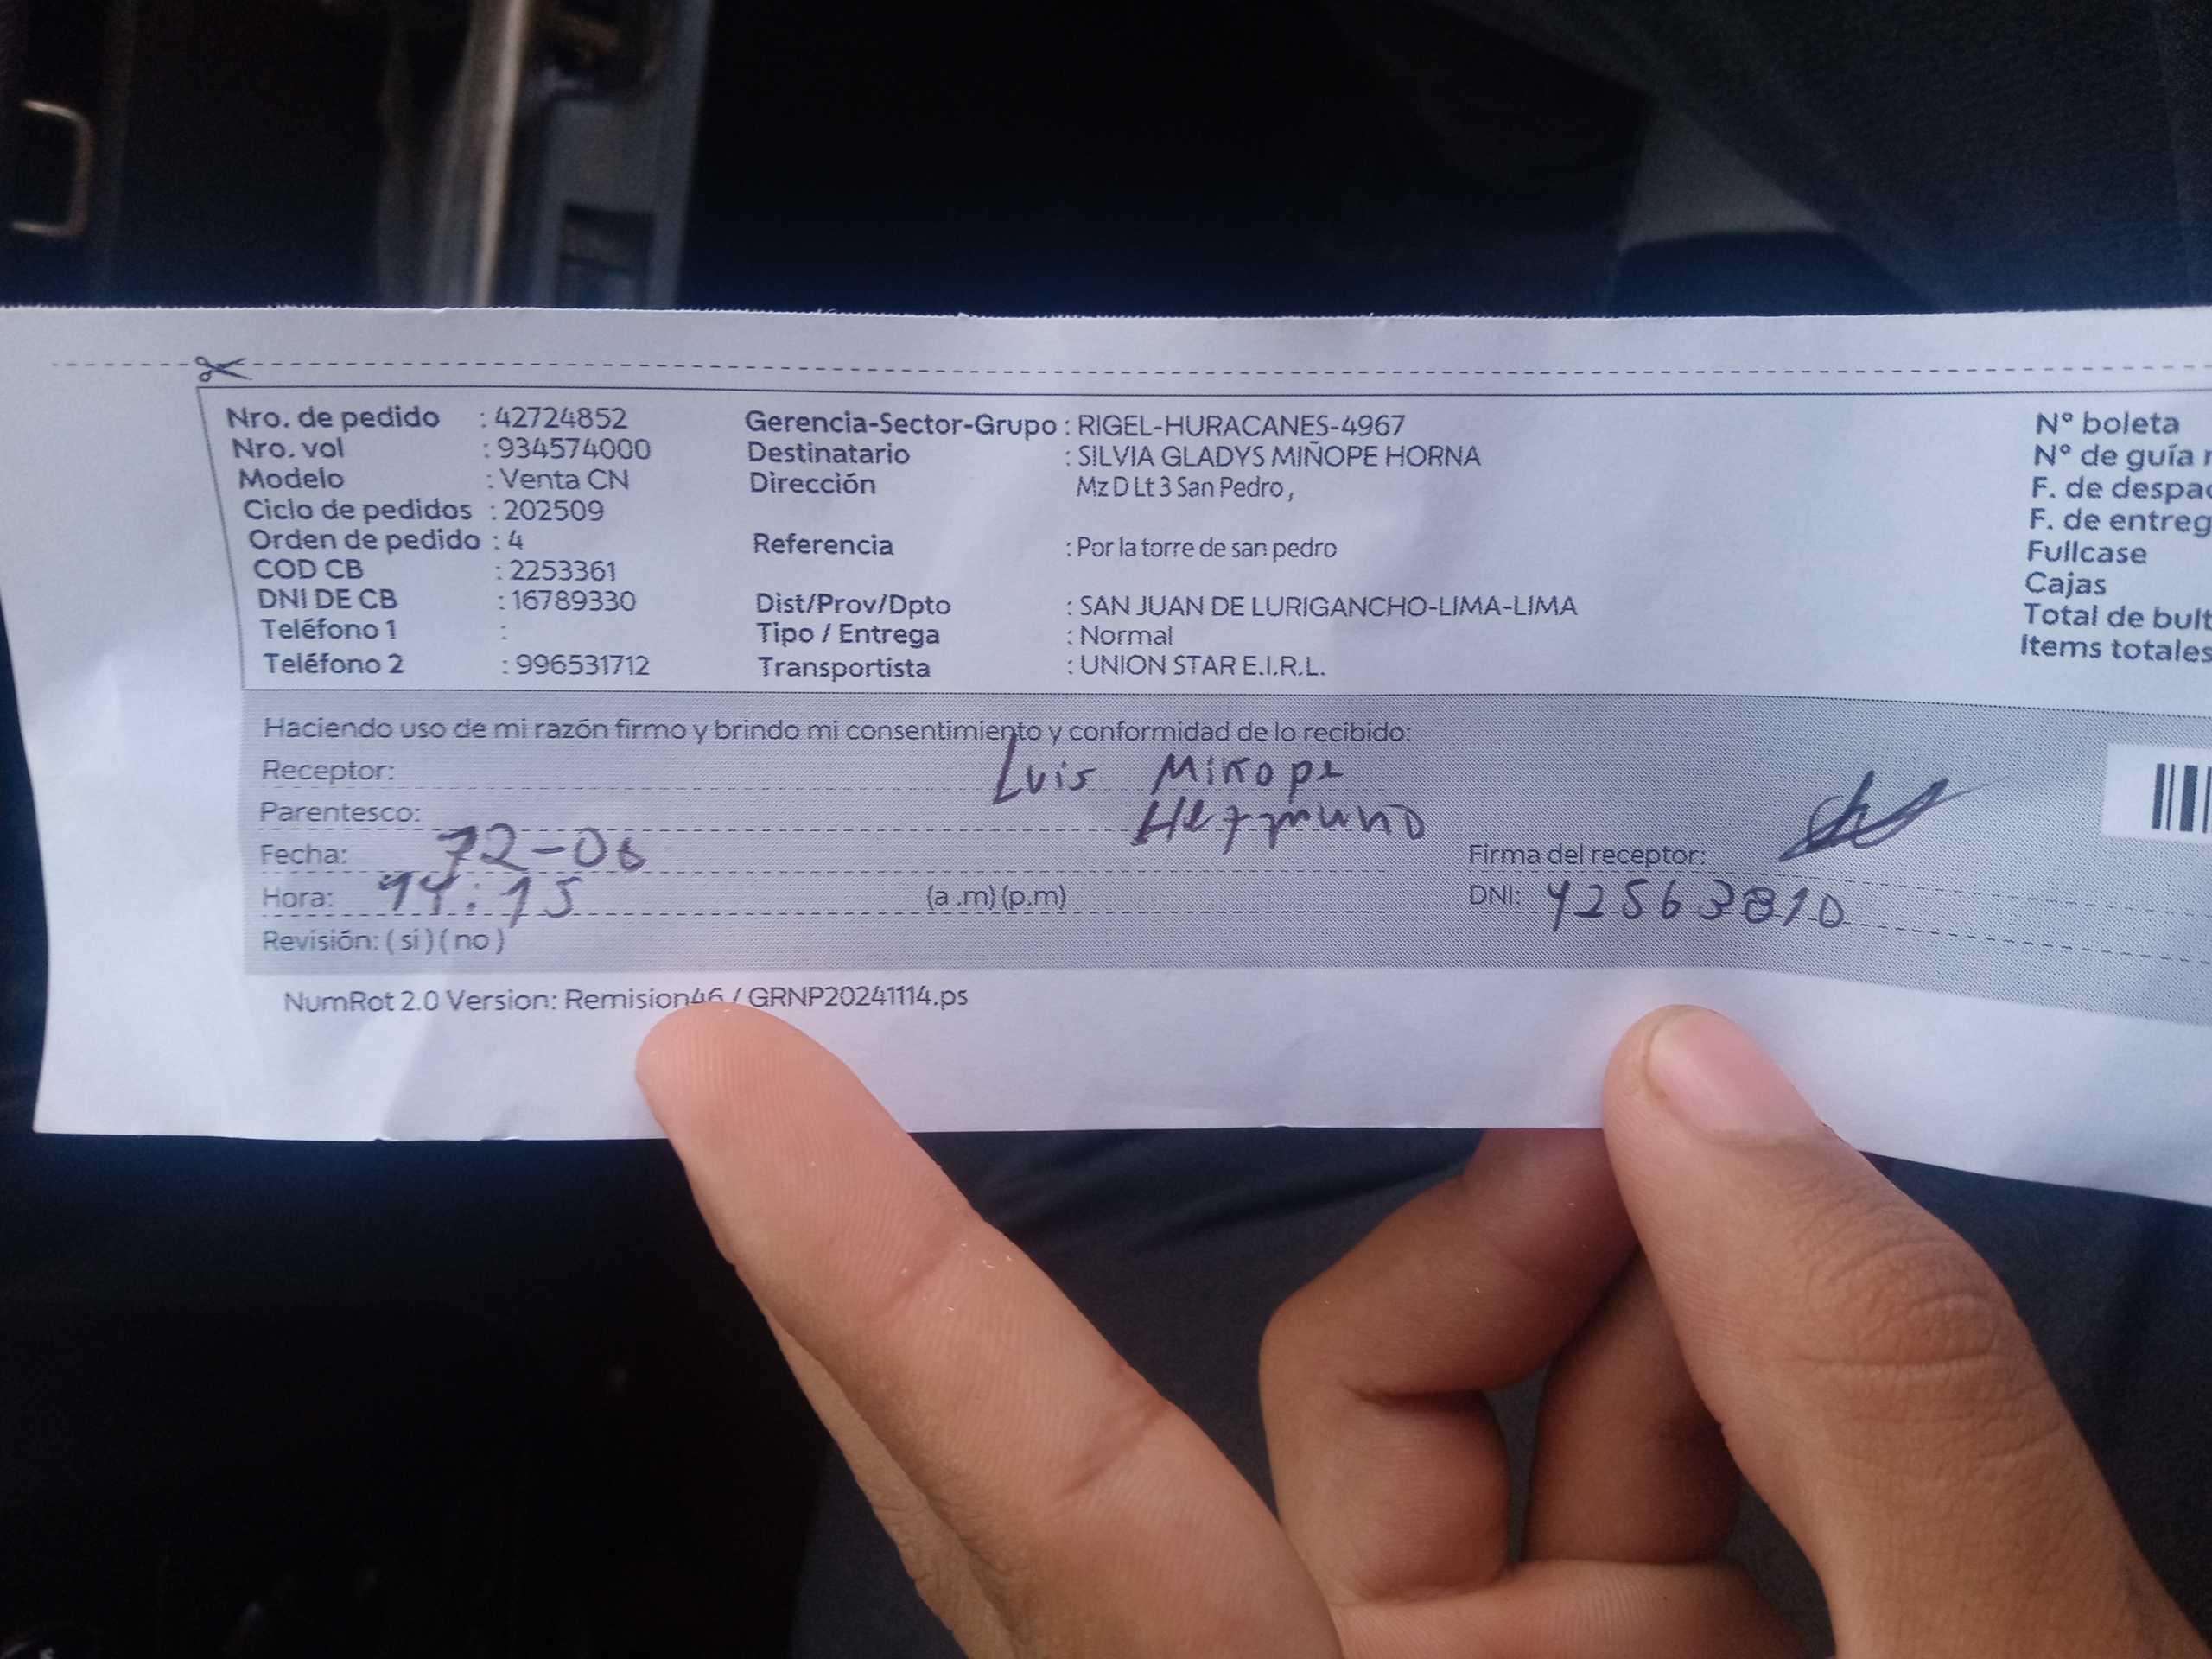 Nro. de pedido : 42724852 Gerencia-Sector-Grupo : RIGEL-HURACANES-4967 N° boleta
Nro. vol : 934574000 Destinatario : SILVIA GLADYS MIÑOPE HORNA N° de guía
Modelo : Venta CN Dirección Mz D Lt 3 San Pedro , F. de despac
Ciclo de pedidos : 202509 F. de entreg
Orden de pedido : 4 Referencia : Por la torre de san pedro Fullcase
COD CB : 2253361 Cajas
DNI DE CB : 16789330 Dist/Prov/Dpto : SAN JUAN DE LURIGANCHO-LIMA-LIMA Total de bult
Teléfono 1 : Tipo / Entrega : Normal Items totales
Teléfono 2 : 996531712 Transportista : UNION STAR E.I.R.L.
Haciendo uso de mi razón firmo y brindo mi consentimiento y conformidad de lo recibido:
Receptor: Luis Miñope
Parentesco: Hermano
Fecha: 12-06 Firma del receptor:
Hora: 14:15 (a .m) (p.m) DNI: 42563810
Revisión: ( si ) ( no )
NumRot 2.0 Version: Remision46 / GRNP20241114.ps